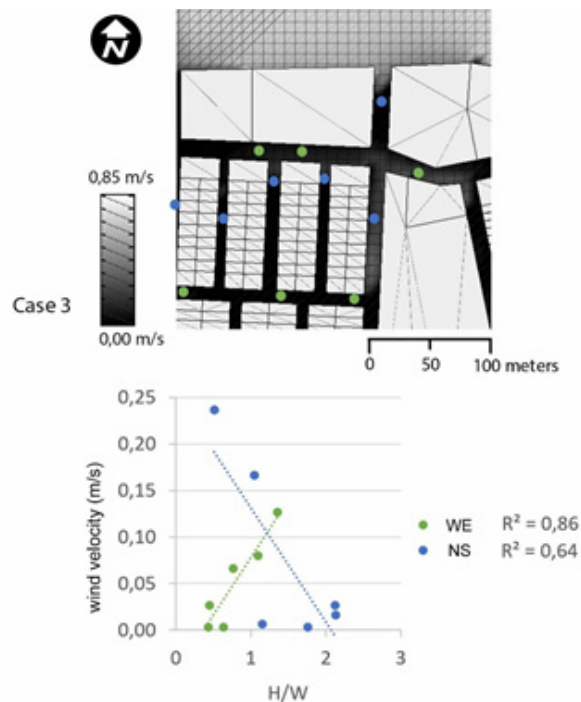 N
0,85 m/s
Case 3
0,00 m/s
0 50 100 meters
0,25
0,20
0,15
0,10
0,05
0,00
wind velocity (m/s)
0 1 2 3
H/W
WE R² = 0,86
NS R² = 0,64